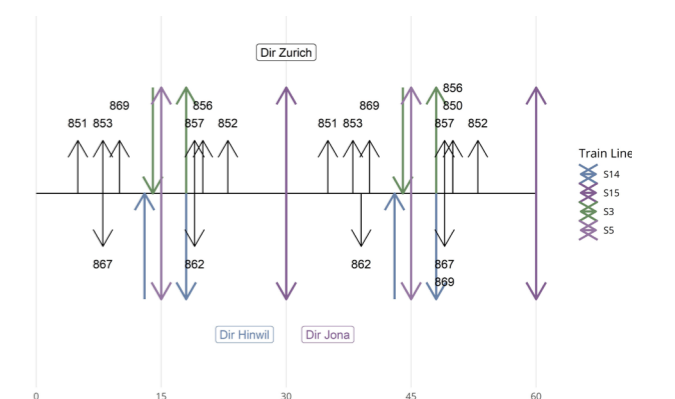 Dir Zurich
856
869 856 869 850
851 853 857 852 851 853 857 852
Train Line
S14
S15
S3
S5
867 862 862 867
869
Dir Hinwil Dir Jona
0 15 30 45 60